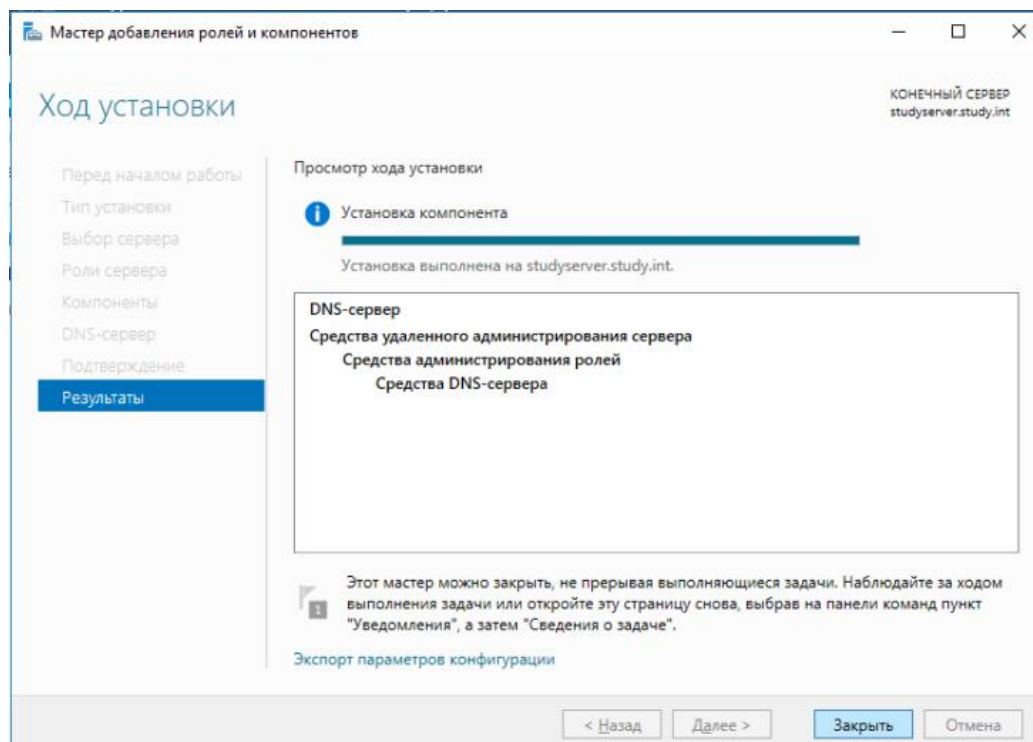 Мастер добавления ролей и компонентов
Ход установки
КОНЕЧНЫЙ СЕРВЕР
studyserver.study.int
Перед началом работы
Тип установки
Выбор сервера
Роли сервера
Компоненты
DNS-сервер
Подтверждение
Результаты
Просмотр хода установки
Установка компонента
Установка выполнена на studyserver.study.int.
DNS-сервер
Средства удаленного администрирования сервера
Средства администрирования ролей
Средства DNS-сервера
1
Этот мастер можно закрыть, не прерывая выполняющиеся задачи. Наблюдайте за ходом
выполнения задачи или откройте эту страницу снова, выбрав на панели команд пункт
"Уведомления", а затем "Сведения о задаче".
Экспорт параметров конфигурации
< Назад
Далее >
Закрыть
Отмена